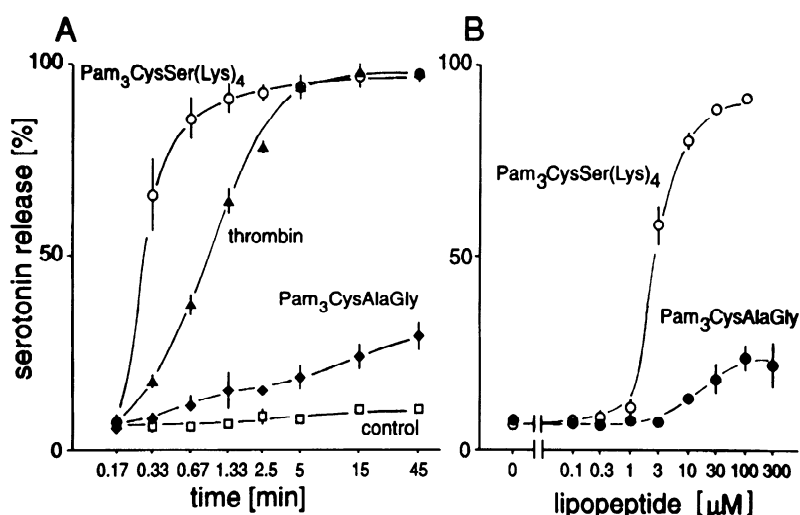 A
B
100
Pam3CysSer(Lys)4
thrombin
Pam3CysAlaGly
control
50
0
serotonin release [%]
0.17 0.33 0.67 1.33 2.5 5 15 45
time [min]
100
Pam3CysSer(Lys)4
50
Pam3CysAlaGly
0
0 0.1 0.3 1 3 10 30 100 300
lipopeptide [µM]